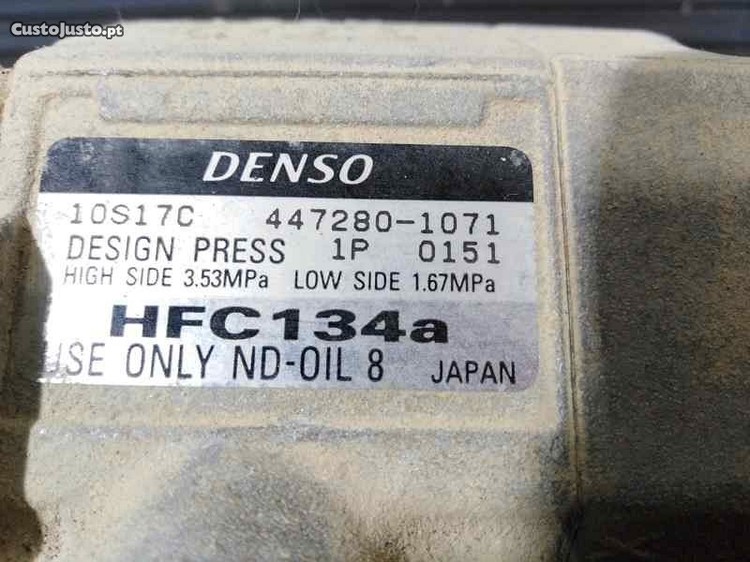 CustoJusto.pt
DENSO
10S17C 447280-1071
DESIGN PRESS 1P 0151
HIGH SIDE 3.53MPa LOW SIDE 1.67MPa
HFC134a
USE ONLY ND-OIL 8 JAPAN